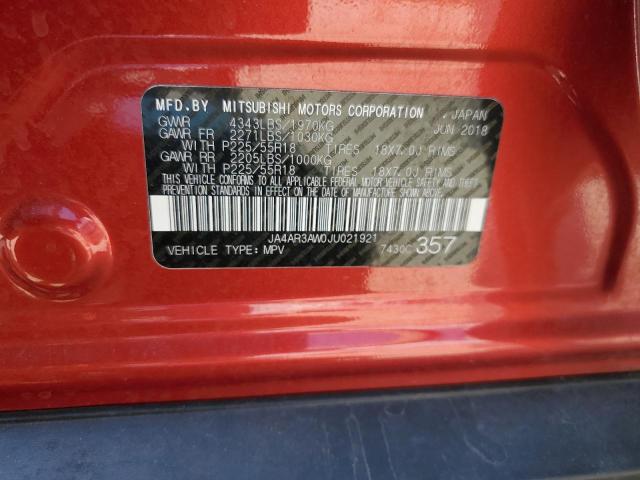 MFD.BY MITSUBISHI MOTORS CORPORATION , JAPAN
GVWR 4343LBS/1970KG JUN 2018
GAWR FR 2271LBS/1030KG
WITH P225/55R18 TIRES 18X7.0J RIMS
GAWR RR 2205LBS/1000KG
WITH P225/55R18 TIRES 18X7.0J RIMS
THIS VEHICLE CONFORMS TO ALL APPLICABLE FEDERAL MOTOR VEHICLE SAFETY AND THEFT
PREVENTION STANDARDS IN EFFECT ON THE DATE OF MANUFACTURE SHOWN ABOVE.
JA4AR3AW0JU021921
VEHICLE TYPE:MPV 7430C 357